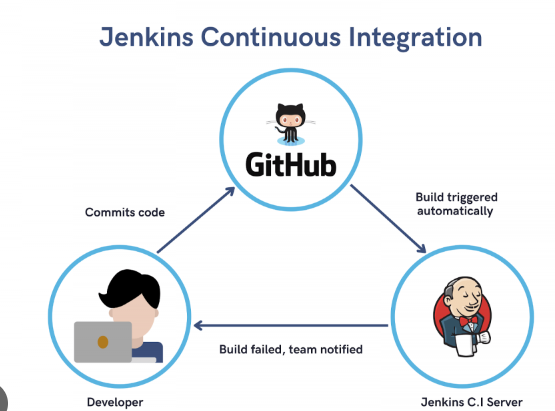 Jenkins Continuous Integration
GitHub
Commits code
Build triggered
automatically
Build failed, team notified
Developer
Jenkins C.I Server